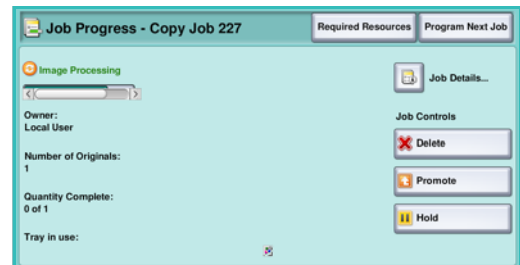 Job Progress - Copy Job 227
Required Resources
Program Next Job
Image Processing
Job Details...
Owner:
Local User
Job Controls
Delete
Number of Originals:
1
Promote
Quantity Complete:
0 of 1
Hold
Tray in use: